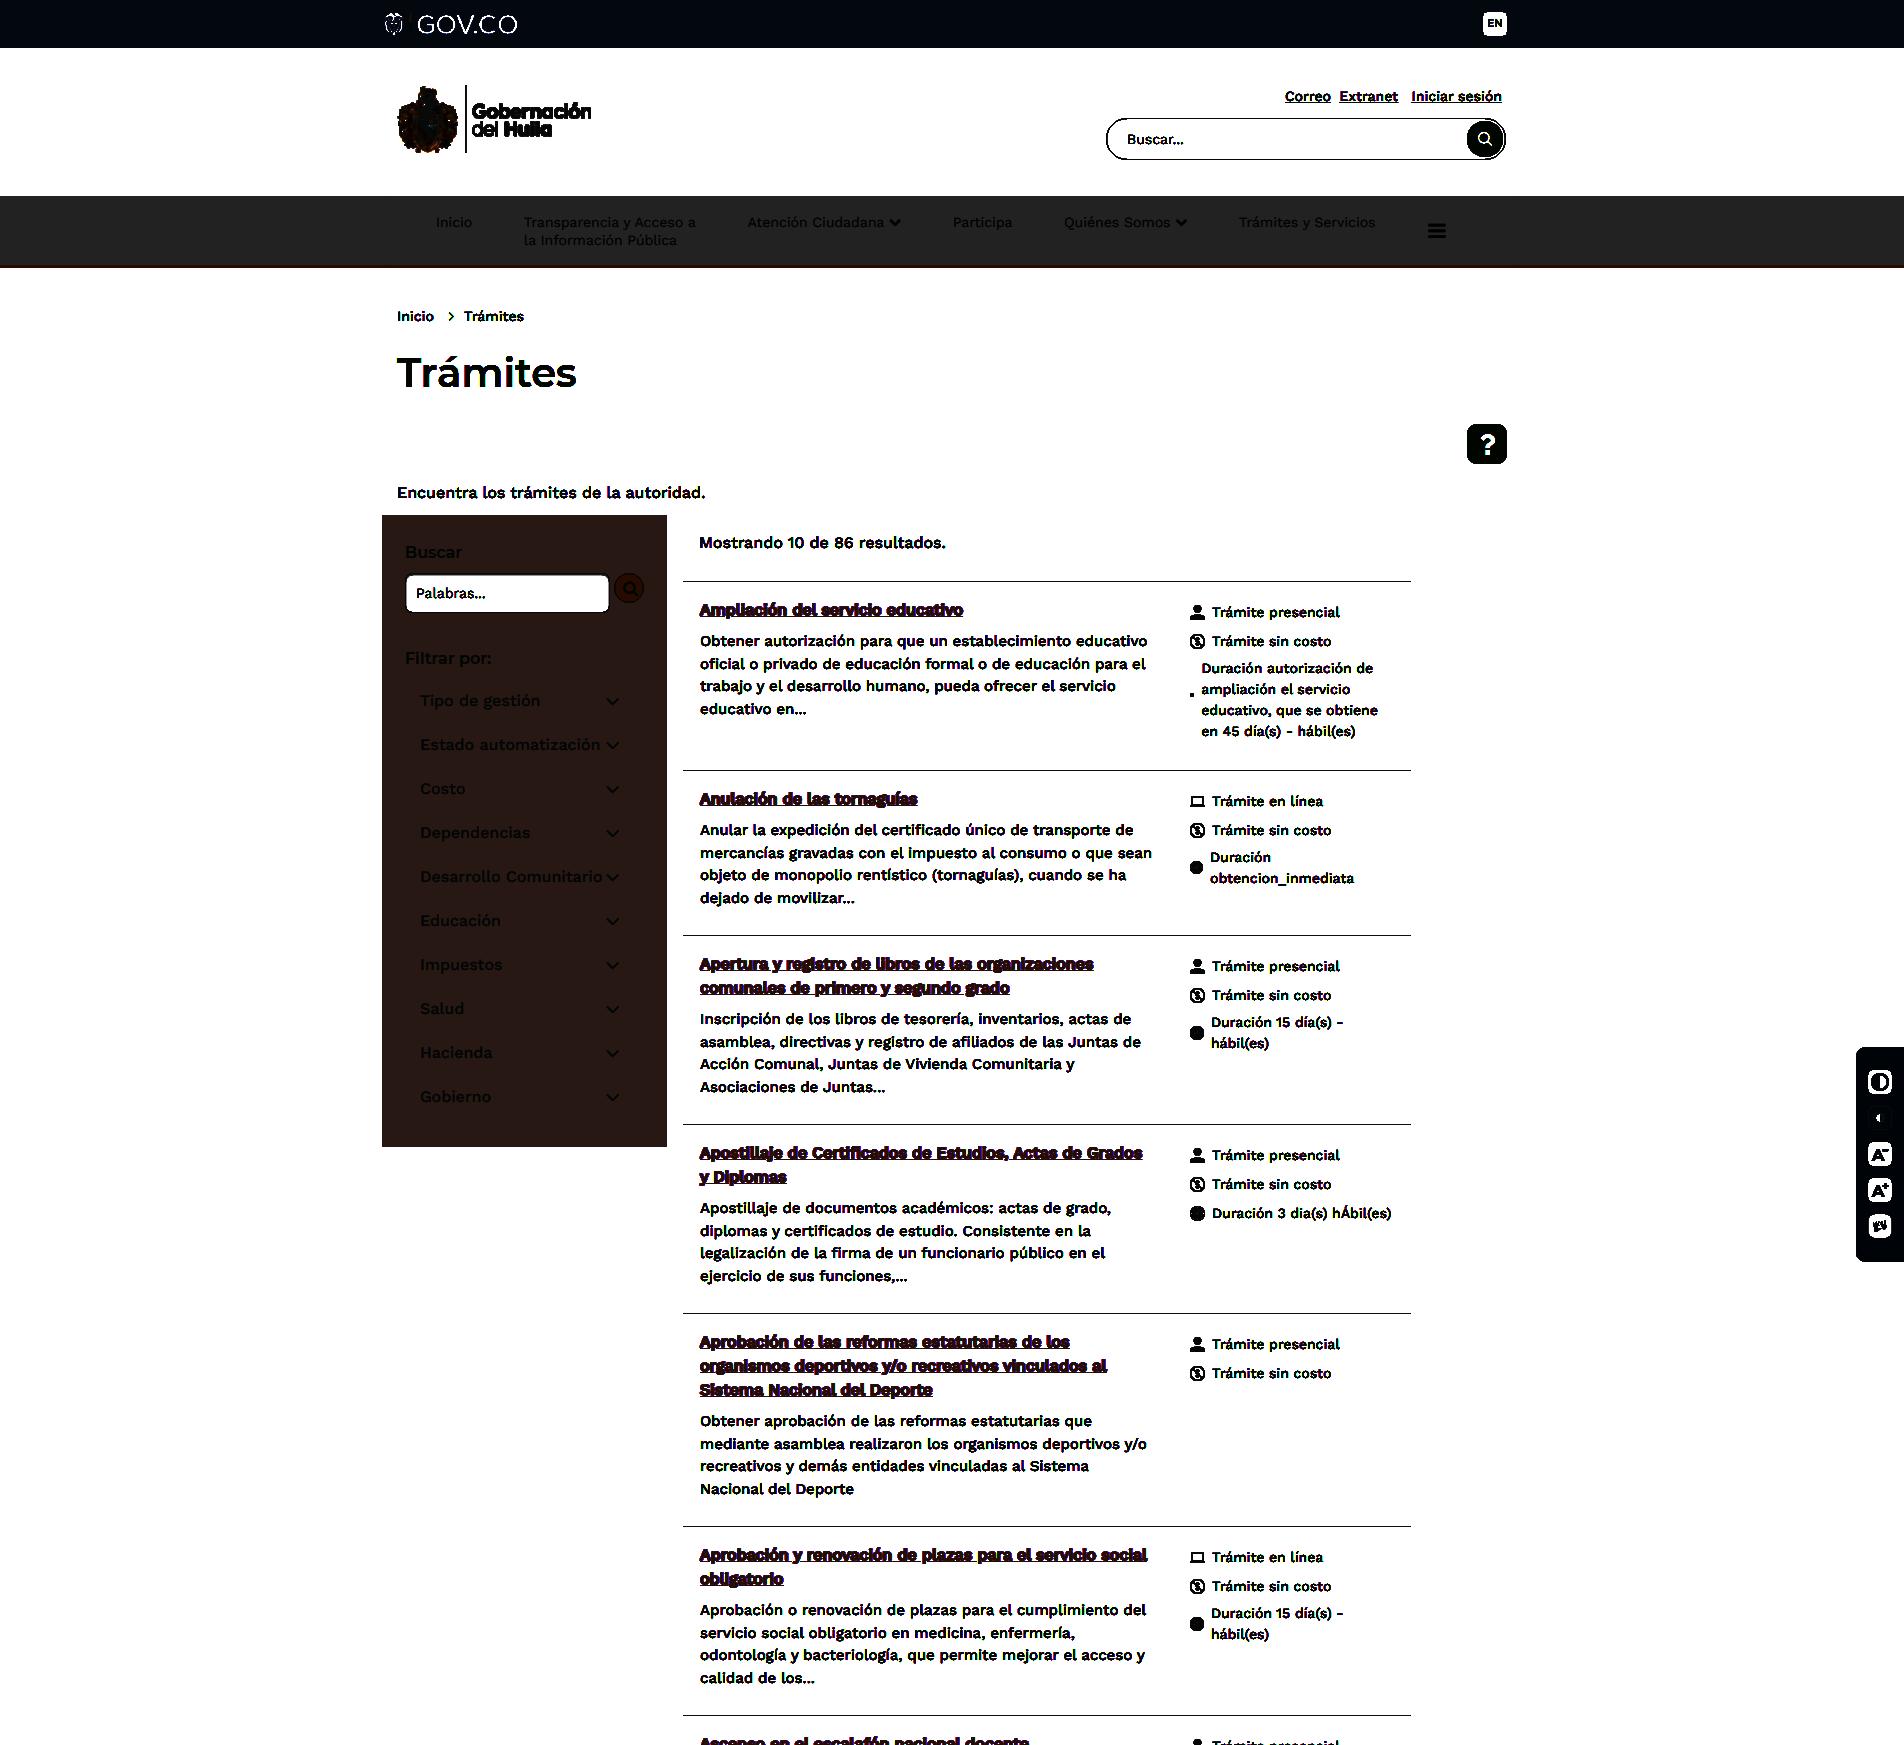 GOV.CO
EN
Gobernación
del Huila
Correo Extranet Iniciar sesión
Buscar...
Inicio
Transparencia y Acceso a
la Información Pública
Atención Ciudadana
Participa
Quiénes Somos
Trámites y Servicios
Inicio > Trámites
Trámites
?
Encuentra los trámites de la autoridad.
Buscar
Palabras...
Filtrar por:
Tipo de gestión
Estado automatización
Costo
Dependencias
Desarrollo Comunitario
Educación
Impuestos
Salud
Hacienda
Gobierno
Mostrando 10 de 86 resultados.
Ampliación del servicio educativo
Obtener autorización para que un establecimiento educativo
oficial o privado de educación formal o de educación para el
trabajo y el desarrollo humano, pueda ofrecer el servicio
educativo en...
Trámite presencial
Trámite sin costo
Duración autorización de
ampliación el servicio
educativo, que se obtiene
en 45 día(s) - hábil(es)
Anulación de las tornaguías
Anular la expedición del certificado único de transporte de
mercancías gravadas con el impuesto al consumo o que sean
objeto de monopolio rentístico (tornaguías), cuando se ha
dejado de movilizar...
Trámite en línea
Trámite sin costo
Duración
obtencion_inmediata
Apertura y registro de libros de las organizaciones
comunales de primero y segundo grado
Inscripción de los libros de tesorería, inventarios, actas de
asamblea, directivas y registro de afiliados de las Juntas de
Acción Comunal, Juntas de Vivienda Comunitaria y
Asociaciones de Juntas...
Trámite presencial
Trámite sin costo
Duración 15 día(s) -
hábil(es)
Apostillaje de Certificados de Estudios, Actas de Grados
y Diplomas
Apostillaje de documentos académicos: actas de grado,
diplomas y certificados de estudio. Consistente en la
legalización de la firma de un funcionario público en el
ejercicio de sus funciones,...
Trámite presencial
Trámite sin costo
Duración 3 dia(s) hÁbil(es)
Aprobación de las reformas estatutarias de los
organismos deportivos y/o recreativos vinculados al
Sistema Nacional del Deporte
Obtener aprobación de las reformas estatutarias que
mediante asamblea realizaron los organismos deportivos y/o
recreativos y demás entidades vinculadas al Sistema
Nacional del Deporte
Trámite presencial
Trámite sin costo
Aprobación y renovación de plazas para el servicio social
obligatorio
Aprobación o renovación de plazas para el cumplimiento del
servicio social obligatorio en medicina, enfermería,
odontología y bacteriología, que permite mejorar el acceso y
calidad de los...
Trámite en línea
Trámite sin costo
Duración 15 día(s) -
hábil(es)
Ascenso en el escalafón nacional docente
Trámite presencial
A-
A+